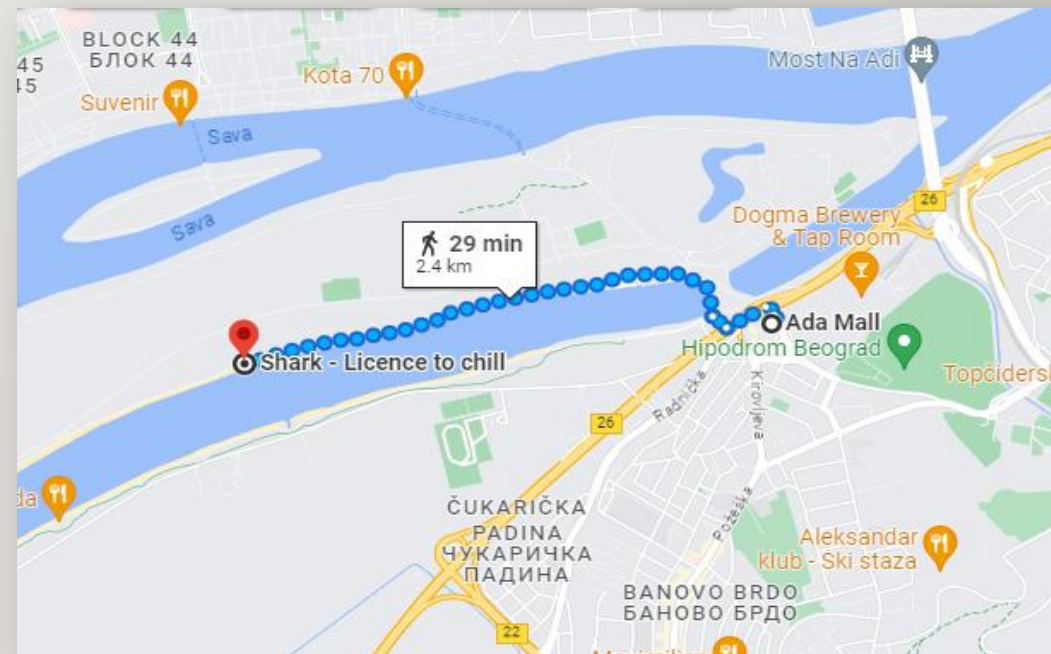 BLOCK 44
БЛОК 44
45
45
Suvenir
Kota 70
Most Na Adi
Sava
Sava
26
Dogma Brewery
& Tap Room
29 min
2.4 km
Ada Mall
Hipodrom Beograd
Shark - Licence to chill
Topčiders
Radnička
Kirovljeva
26
Požeška
ČUKARIČKA
PADINA
ЧУКАРИЧКА
ПАДИНА
Aleksandar
klub - Ski staza
BANOVO BRDO
БАНОВО БРДО
22